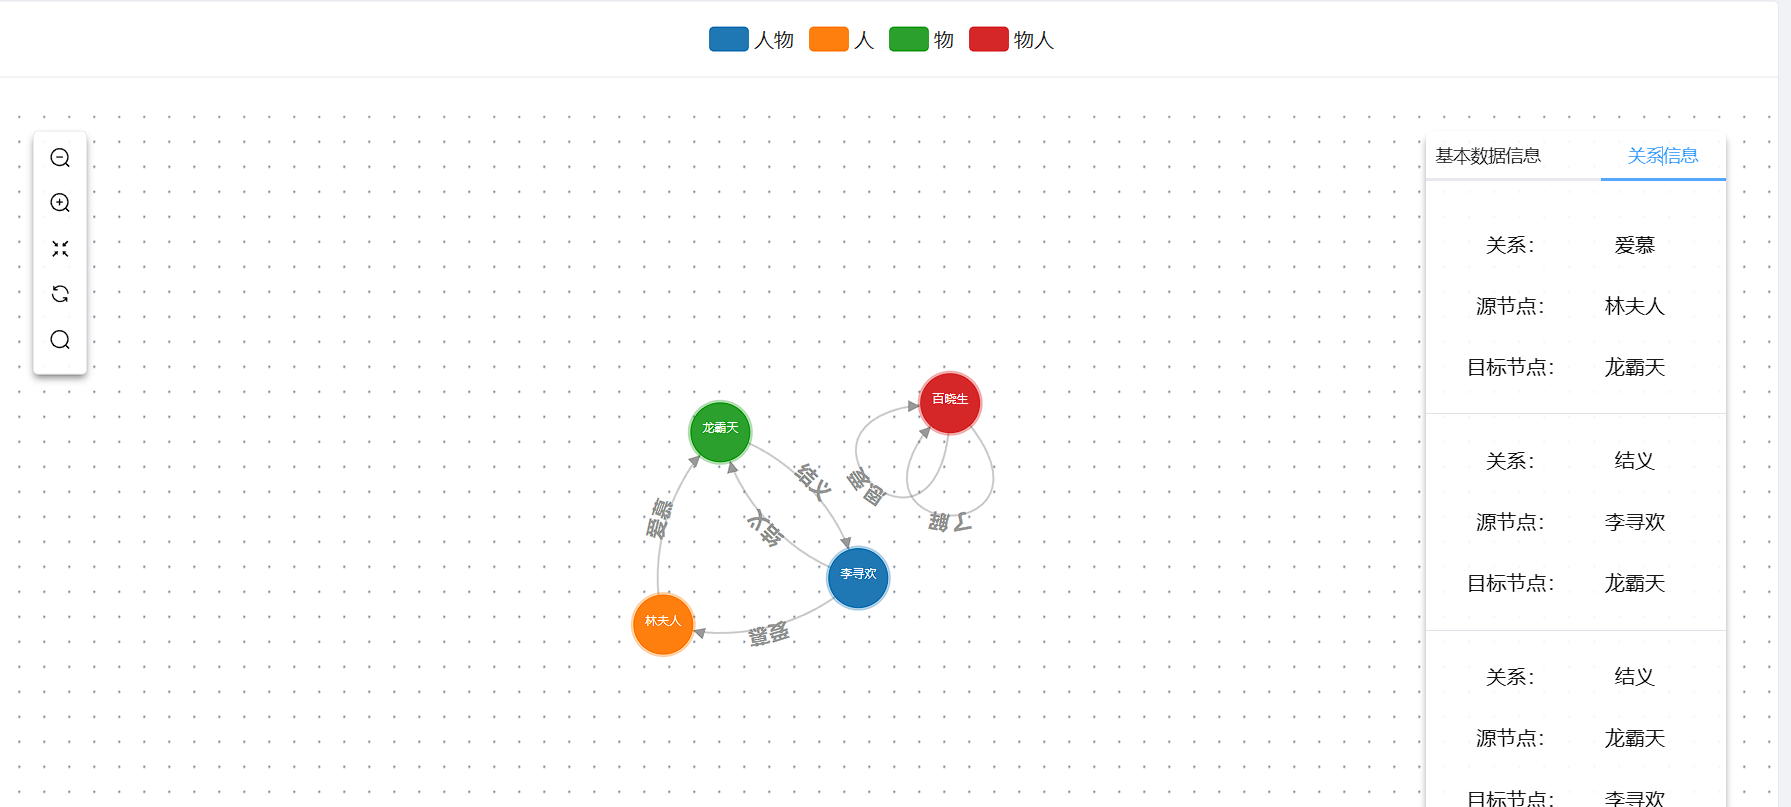 人物 人 物 物人
基本数据信息 关系信息
关系： 爱慕
源节点： 林夫人
目标节点： 龙霸天
关系： 结义
源节点： 李寻欢
目标节点： 龙霸天
关系： 结义
源节点： 龙霸天
目标节点： 李寻欢
百晓生
龙霸天
结义
恩爱
爱慕
结义
了解
李寻欢
林夫人
爱慕